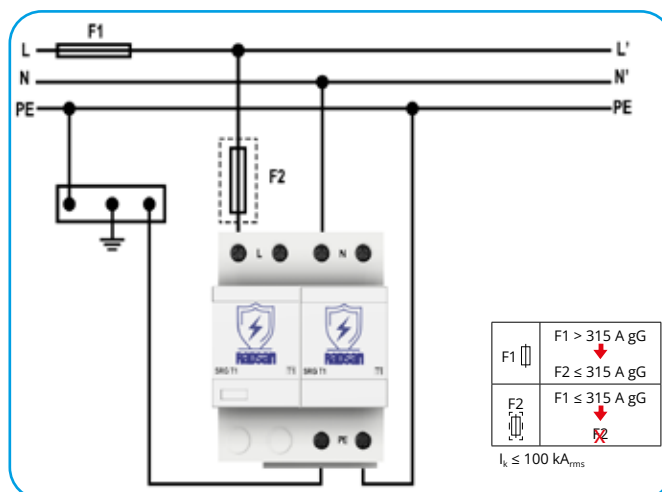 F1
L L'
N N'
PE PE
F2
L N
RADSAN RADSAN
SRG T1 T1 SRG T1 T1
PE
F1 F1 > 315 A gG
F2 ≤ 315 A gG
F2 F1 ≤ 315 A gG
F2
Ik ≤ 100 kArms